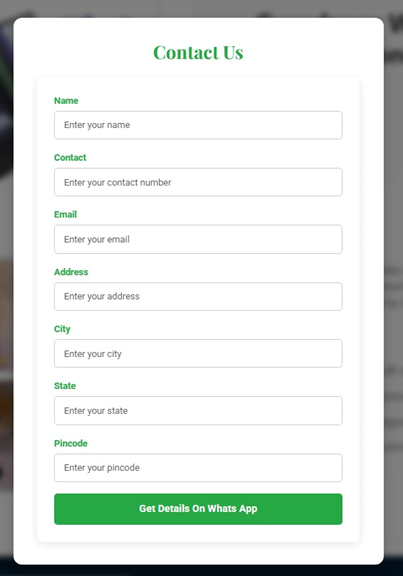 Contact Us
Name
Enter your name
Contact
Enter your contact number
Email
Enter your email
Address
Enter your address
City
Enter your city
State
Enter your state
Pincode
Enter your pincode
Get Details On Whats App